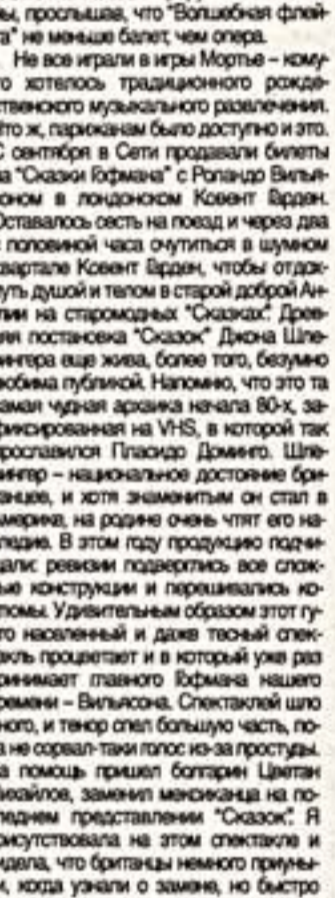 ы, прослышав, что "Волшебная флей-
та" не меньше балет, чем опера.
Не все играли в игры Мортье – кому-
то хотелось традиционного рожде-
ственского музыкального развлечения.
Что ж, парижанам было доступно и это.
С сентября в Сети продавали билеты
на "Сказки Гофмана" с Роландо Вилья-
соном в лондонском Ковент Гарден.
Оставалось сесть на поезд и через два
с половиной часа очутиться в шумном
квартале Ковент Гарден, чтобы отдох-
нуть душой и телом в старой доброй Ан-
глии на старомодных "Сказках". Древ-
няя постановка "Сказок" Джона Шле-
зингера еще жива, более того, безумно
любима публикой. Напомню, что это та
самая чудная архаика начала 80-х, за-
фиксированная на VHS, в которой так
прославился Пласидо Доминго. Шле-
зингер – национальное достояние бри-
танцев, и хотя знаменитым он стал в
Америке, на родине очень чтят его на-
следие. В этом году продукцию подчи-
щали: ревизии подверглись все слож-
ные конструкции и перешивались ко-
стюмы. Удивительным образом этот гу-
сто населенный и даже тесный спек-
такль процветает и в который уже раз
принимает главного Гофмана нашего
времени – Вильясона. Спектаклей шло
много, и тенор спел большую часть, по-
ка не сорвал-таки голос из-за простуды.
На помощь пришел болгарин Цветан
Михайлов, заменил мексиканца на по-
следнем представлении "Сказок". Я
присутствовала на этом спектакле и
видела, что британцы немного приуны-
ли, когда узнали о замене, но быстро